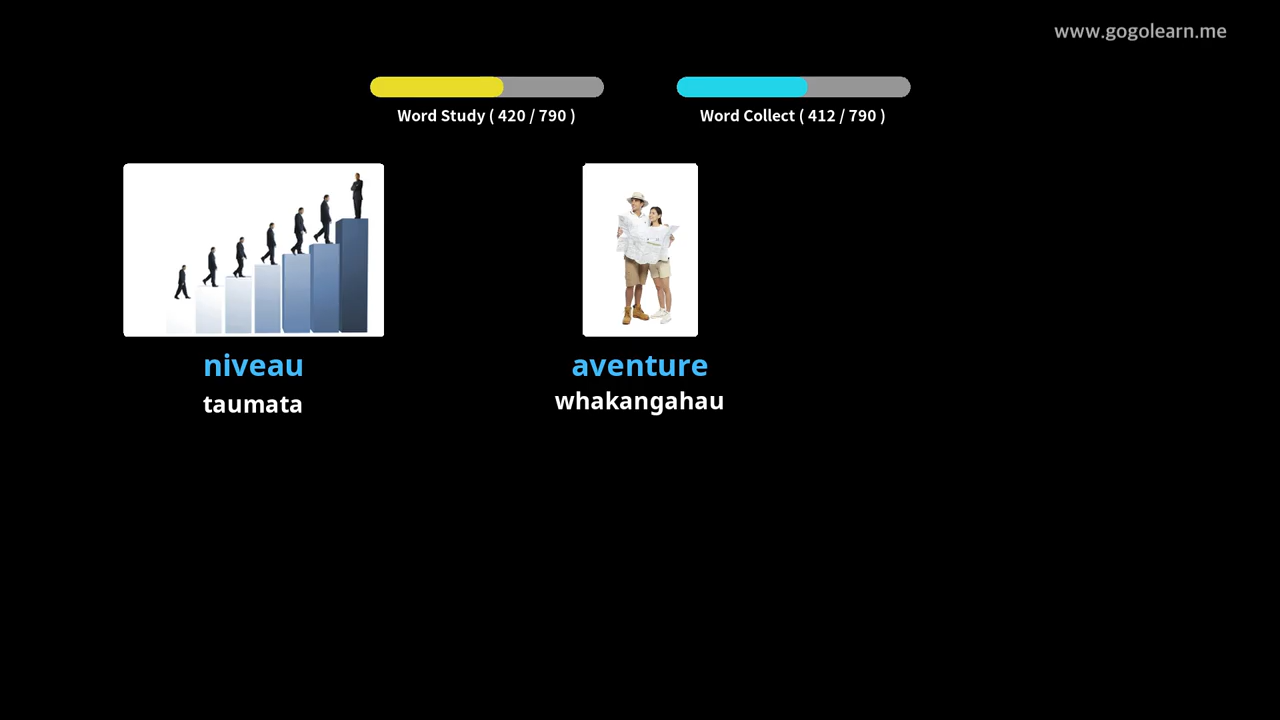 www.gogolearn.me
Word Study ( 420 / 790 )
Word Collect ( 412 / 790 )
niveau
taumata
aventure
whakangahau